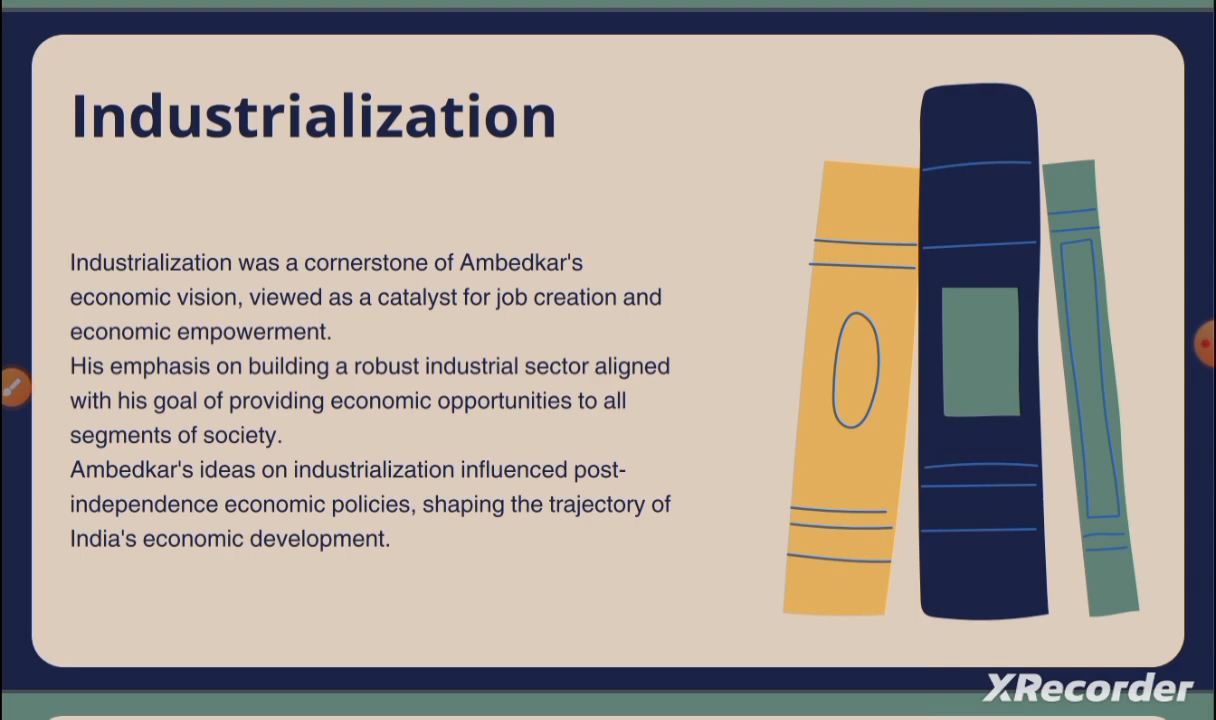 Industrialization
Industrialization was a cornerstone of Ambedkar's
economic vision, viewed as a catalyst for job creation and
economic empowerment.
His emphasis on building a robust industrial sector aligned
with his goal of providing economic opportunities to all
segments of society.
Ambedkar's ideas on industrialization influenced post-
independence economic policies, shaping the trajectory of
India's economic development.
XRecorder